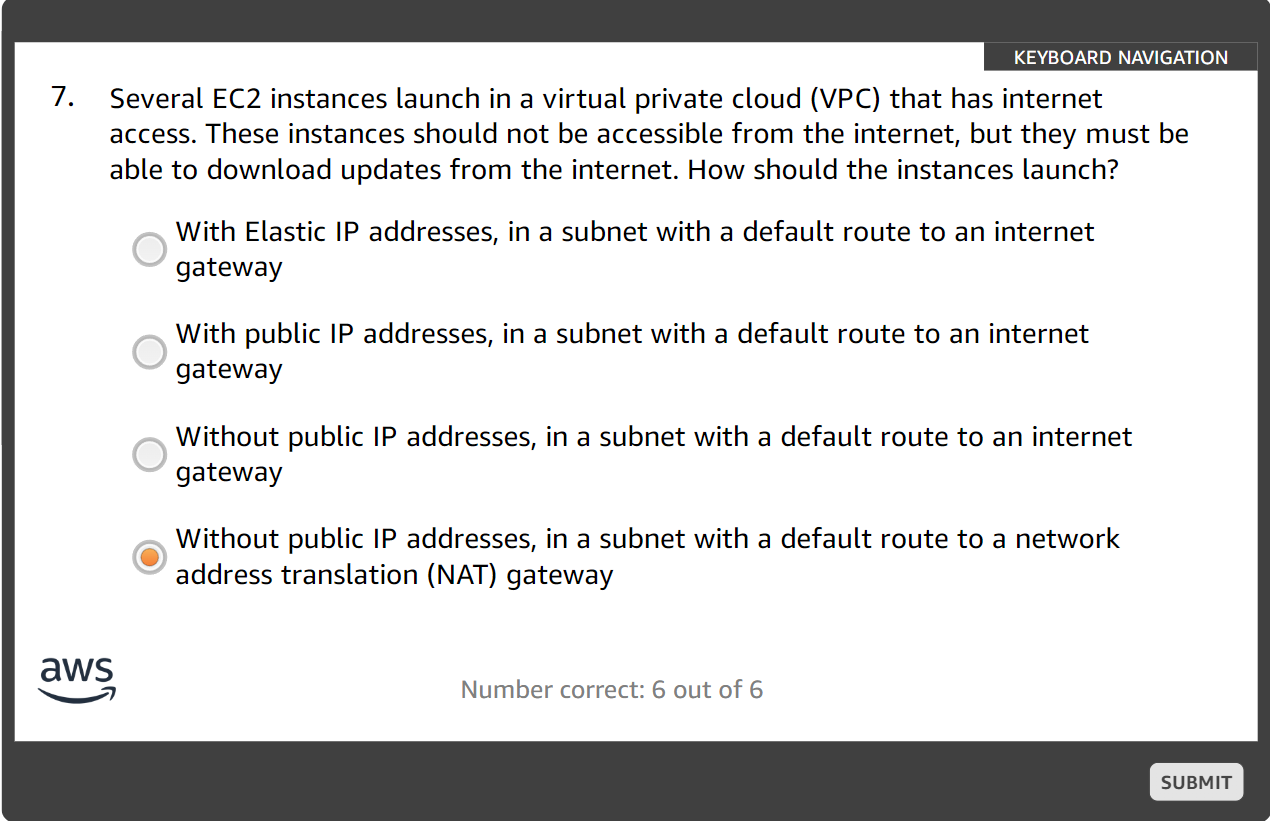 KEYBOARD NAVIGATION
7. Several EC2 instances launch in a virtual private cloud (VPC) that has internet
access. These instances should not be accessible from the internet, but they must be
able to download updates from the internet. How should the instances launch?
With Elastic IP addresses, in a subnet with a default route to an internet
gateway
With public IP addresses, in a subnet with a default route to an internet
gateway
Without public IP addresses, in a subnet with a default route to an internet
gateway
Without public IP addresses, in a subnet with a default route to a network
address translation (NAT) gateway
aws
Number correct: 6 out of 6
SUBMIT